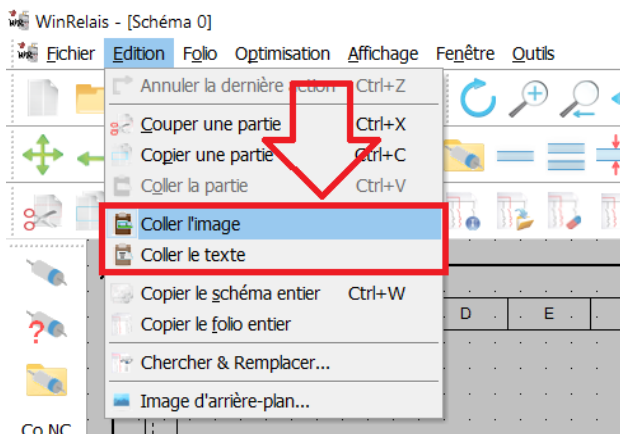 WinRelais - [Schéma 0]
Fichier Edition Folio Optimisation Affichage Fenêtre Outils
Annuler la dernière action Ctrl+Z
Couper une partie Ctrl+X
Copier une partie Ctrl+C
Coller la partie Ctrl+V
Coller l'image
Coller le texte
Copier le schéma entier Ctrl+W
Copier le folio entier
D E
Chercher & Remplacer...
Image d'arrière-plan...
Co NC